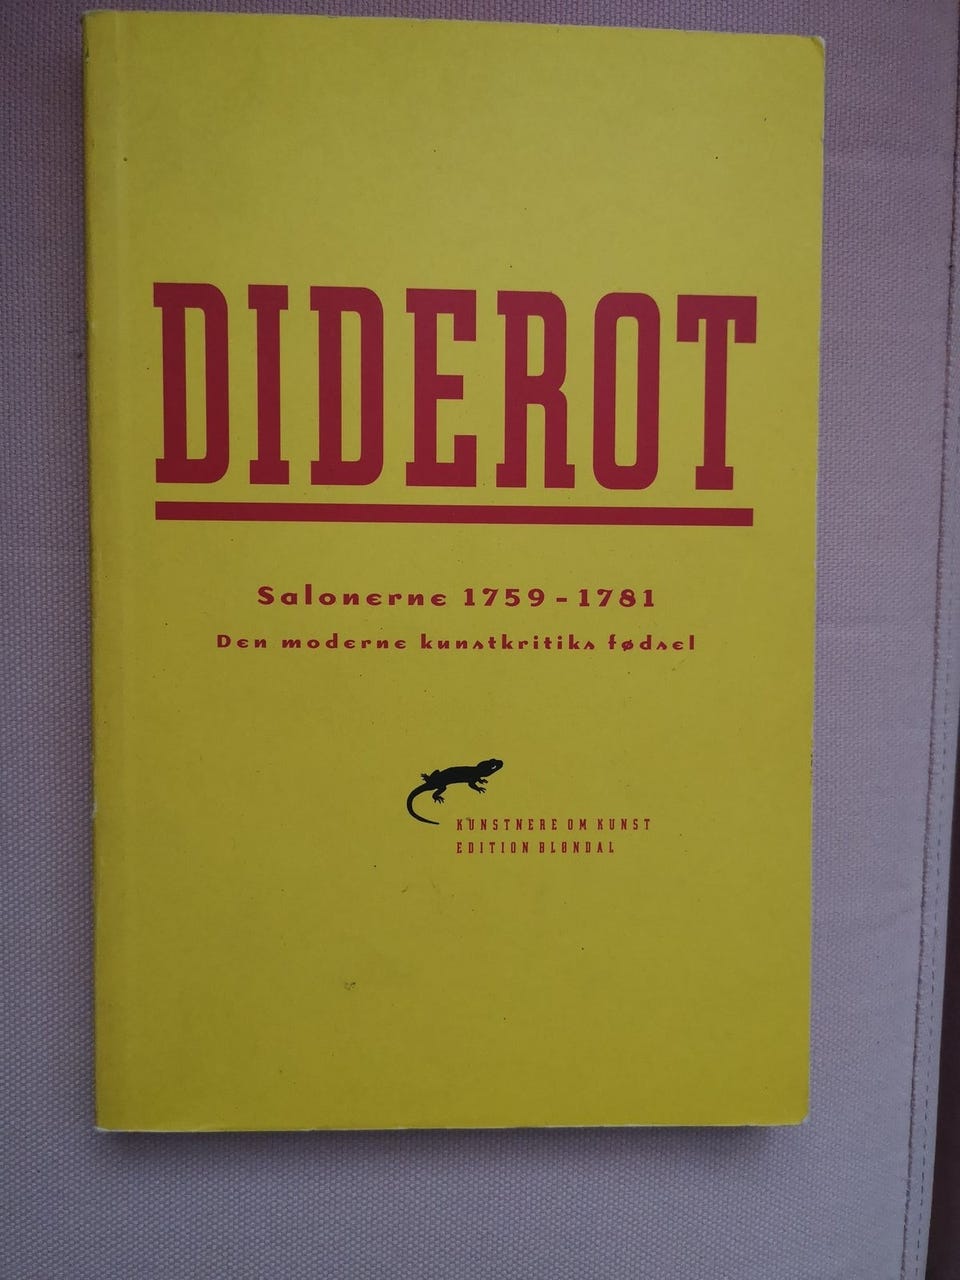 DIDEROT
Salonerne 1759 - 1781
Den moderne kunstkritiks fødsel
KUNSTNERE OM KUNST
EDITION BLØNDAL